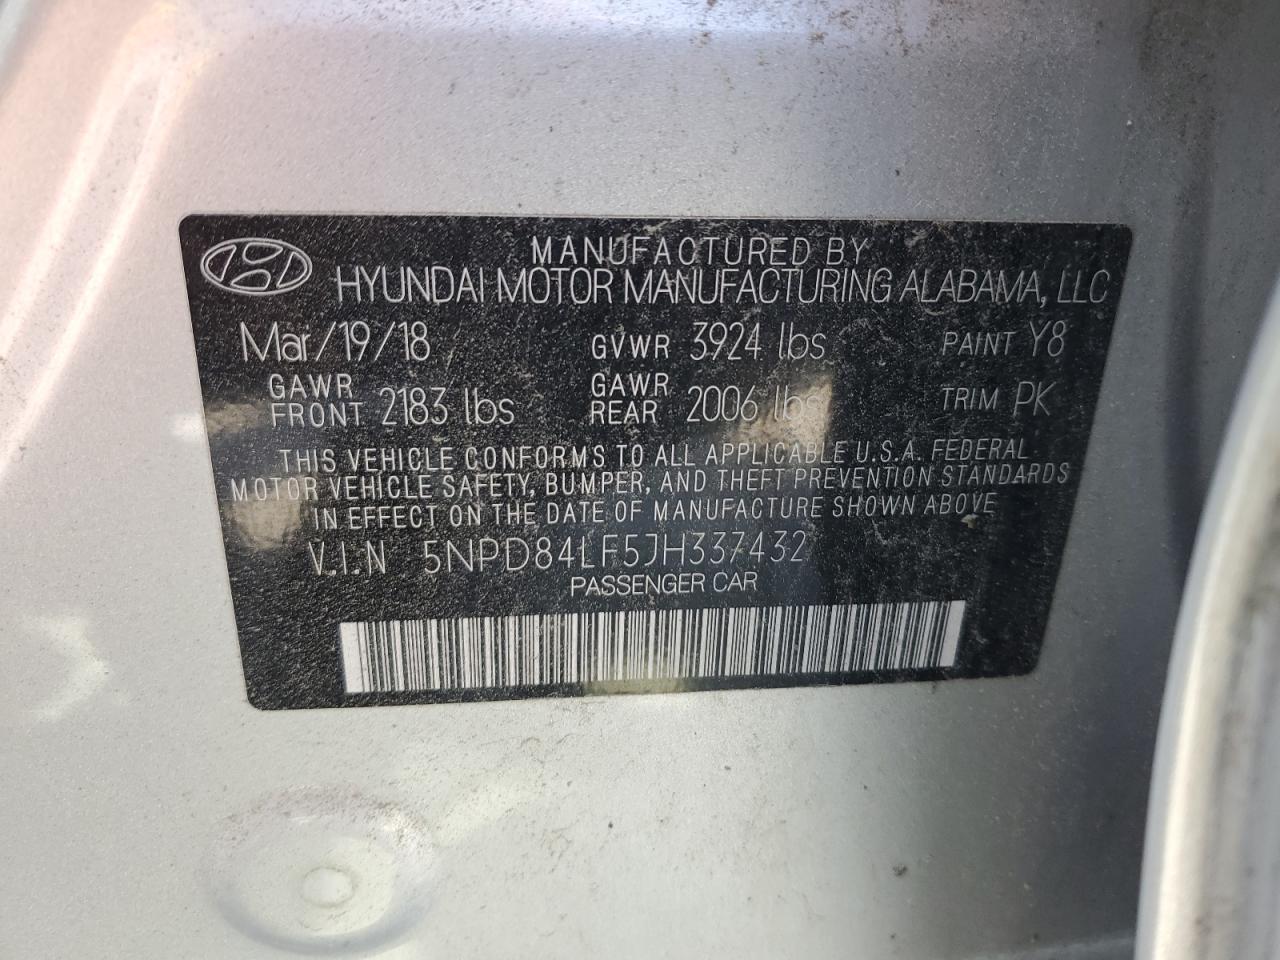 MANUFACTURED BY
HYUNDAI MOTOR MANUFACTURING ALABAMA, LLC
Mar/19/18 GVWR 3924 lbs PAINT Y8
GAWR FRONT 2183 lbs GAWR REAR 2006 lbs TRIM PK
THIS VEHICLE CONFORMS TO ALL APPLICABLE U.S.A. FEDERAL
MOTOR VEHICLE SAFETY, BUMPER, AND THEFT PREVENTION STANDARDS
IN EFFECT ON THE DATE OF MANUFACTURE SHOWN ABOVE
V.I.N 5NPD84LF5JH337432
PASSENGER CAR